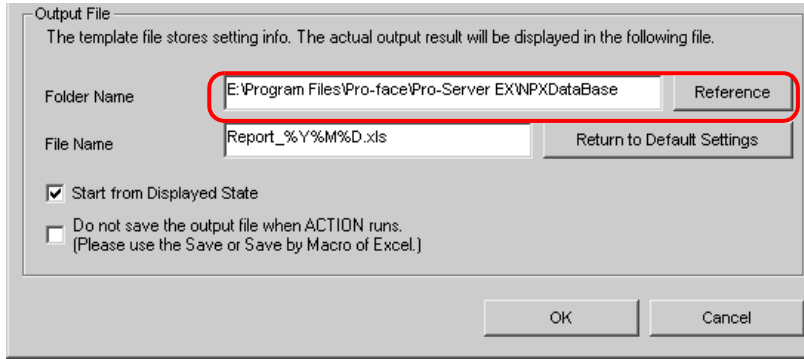 Output File
The template file stores setting info. The actual output result will be displayed in the following file.
Folder Name E:\Program Files\Pro-face\Pro-Server EX\NPXDataBase Reference
File Name Report_%Y%M%D.xls Return to Default Settings
Start from Displayed State
Do not save the output file when ACTION runs.
(Please use the Save or Save by Macro of Excel.)
OK Cancel